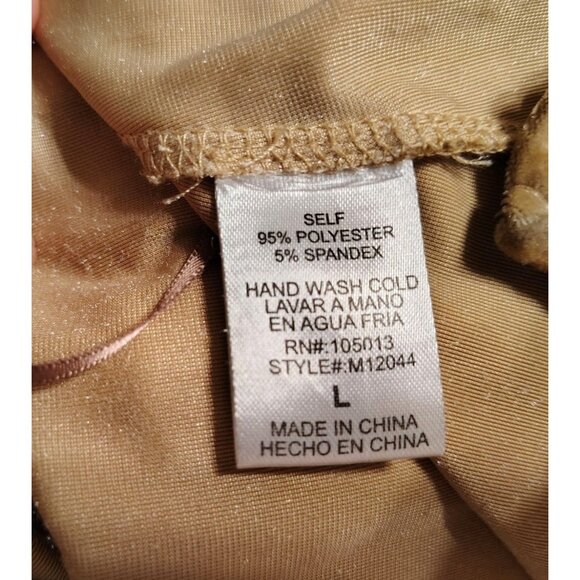 SELF
95% POLYESTER
5% SPANDEX
HAND WASH COLD
LAVAR A MANO
EN AGUA FRIA
RN#:105013
STYLE#:M12044
L
MADE IN CHINA
HECHO EN CHINA